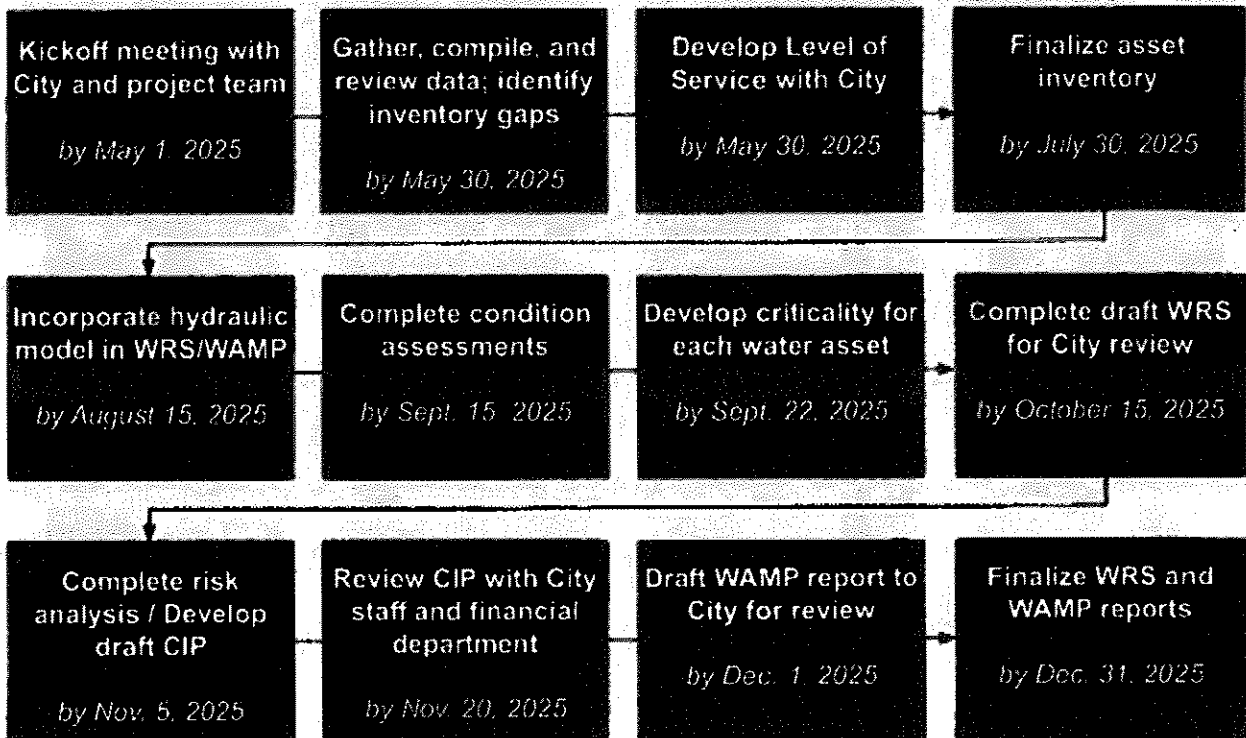 Kickoff meeting with
City and project team
by May 1, 2025
Gather, compile, and
review data; identify
inventory gaps
by May 30, 2025
Develop Level of
Service with City
by May 30, 2025
Finalize asset
inventory
by July 30, 2025
Incorporate hydraulic
model in WRS/WAMP
by August 15, 2025
Complete condition
assessments
by Sept. 15 2025
Develop criticality for
each water asset
by Sept. 22, 2025
Complete draft WRS
for City review
by October 15, 2025
Complete risk
analysis / Develop
draft CIP
by Nov. 5, 2025
Review CIP with City
staff and financial
department
by Nov. 20, 2025
Draft WAMP report to
City for review
by Dec. 1, 2025
Finalize WRS and
WAMP reports
by Dec. 31, 2025